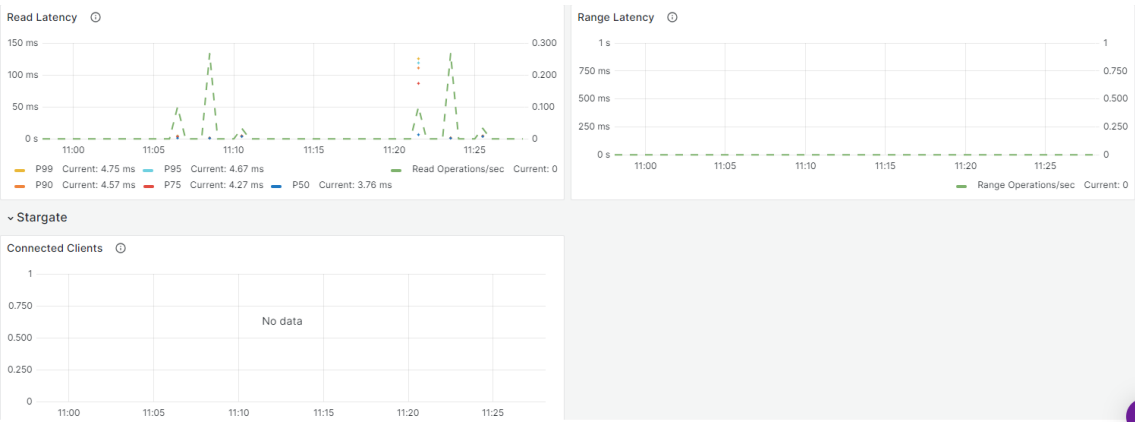 Read Latency
150 ms
0.300
100 ms
0.200
50 ms
0.100
0 s
0
11:00 11:05 11:10 11:15 11:20 11:25
P99 Current: 4.75 ms P95 Current: 4.67 ms Read Operations/sec Current: 0
P90 Current: 4.57 ms P75 Current: 4.27 ms P50 Current: 3.76 ms
Range Latency
1 s
1
750 ms
0.750
500 ms
0.500
250 ms
0.250
0 s
0
11:00 11:05 11:10 11:15 11:20 11:25
Range Operations/sec Current: 0
Stargate
Connected Clients
1
0.750
No data
0.500
0.250
0
11:00 11:05 11:10 11:15 11:20 11:25